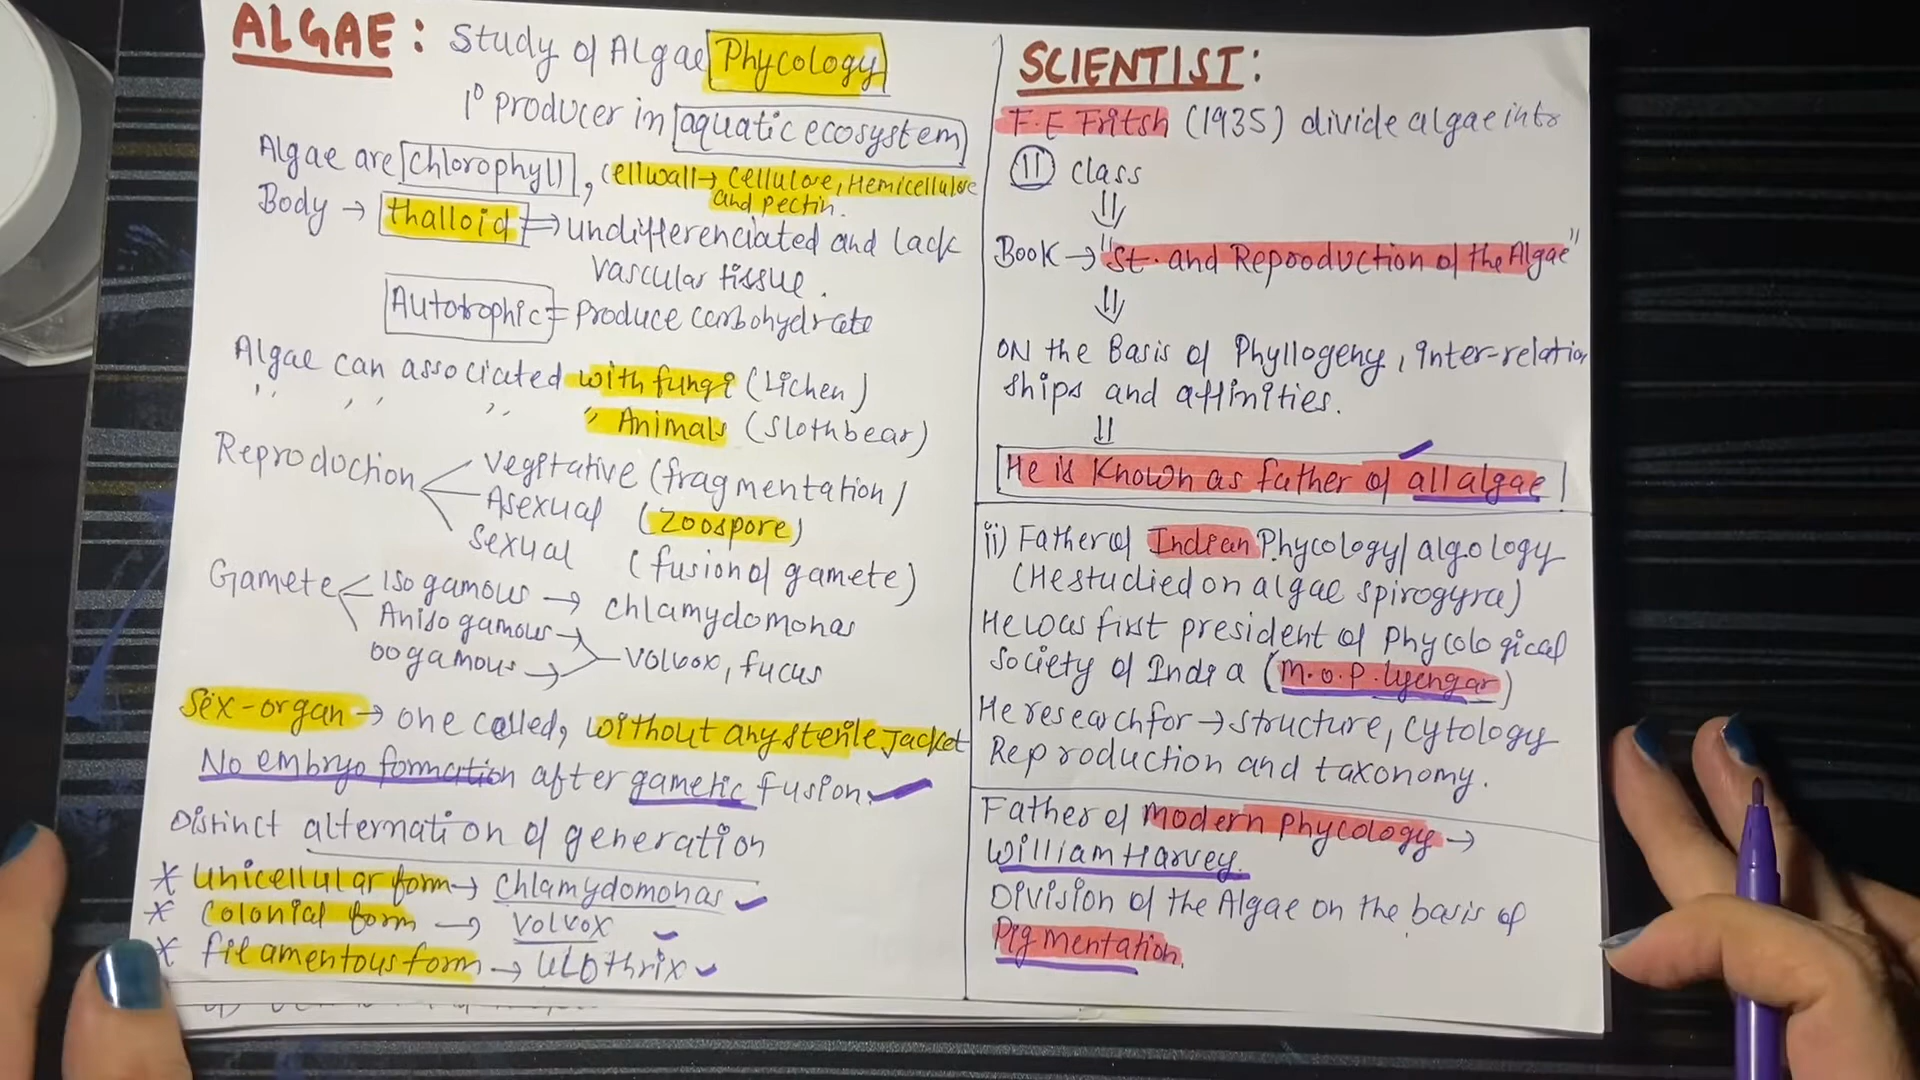 ALGAE: Study of Algae Phycology
1° producer in aquatic ecosystem
Algae are chlorophyll, cellwall → cellulose, Hemicellulose
and pectin.
Body → thalloid ⇒ undifferenciated and lack
vascular tissue.
Autotrophic = produce carbohydrate
Algae can associated with fungi (Lichen)
,, ,, ,, ,, Animals (Slothbear)
Reproduction
Vegitative (fragmentation)
Asexual (Zoospore)
Sexual (fusion of gamete)
Gamete
Isogamous → chlamydomonas
Anisogamous →
oogamous → Volvox, fucus
Sex-organ → one celled, without any sterile Jacket
No embryo formation after gametic fusion.
Distinct alternation of generation
* Unicellular form → Chlamydomonas
* Colonial form → Volvox
* filamentous form → Ulothrix
SCIENTIST:
F.E Fritsh (1935) divide algae into
11 class
⇓
Book → "St. and Reporoduction of the Algae"
⇓
ON the Basis of Phyllogeny, Inter-relation
ships and affinities.
⇓
He is Known as father of all algae
ii) Father of Indian Phycology/algology
(He studied on algae spirogyra)
He was first president of phycological
Society of India (M.O.P. Iyengar)
He research for → structure, Cytology
Reproduction and taxonomy.
Father of Modern phycology →
William Harvey.
Division of the Algae on the basis of
Pigmentation.